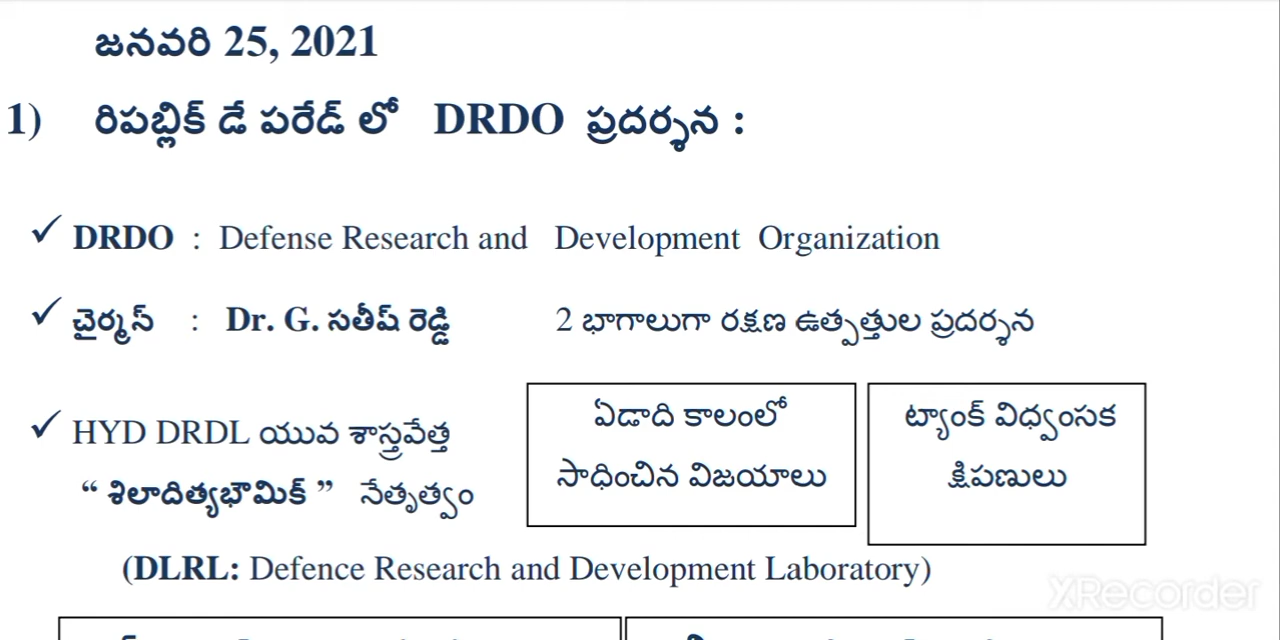 జనవరి 25, 2021
1) రిపబ్లిక్ డే పరేడ్ లో DRDO ప్రదర్శన :
✓ DRDO : Defense Research and Development Organization
✓ చైర్మన్ : Dr. G. సతీష్ రెడ్డి 2 భాగాలుగా రక్షణ ఉత్పత్తుల ప్రదర్శన
✓ HYD DRDL యువ శాస్త్రవేత్త
“ శిలాదిత్యభౌమిక్ ” నేతృత్వం
ఏడాది కాలంలో
సాధించిన విజయాలు
ట్యాంక్ విధ్వంసక
క్షిపణులు
(DLRL: Defence Research and Development Laboratory)
XRecorder